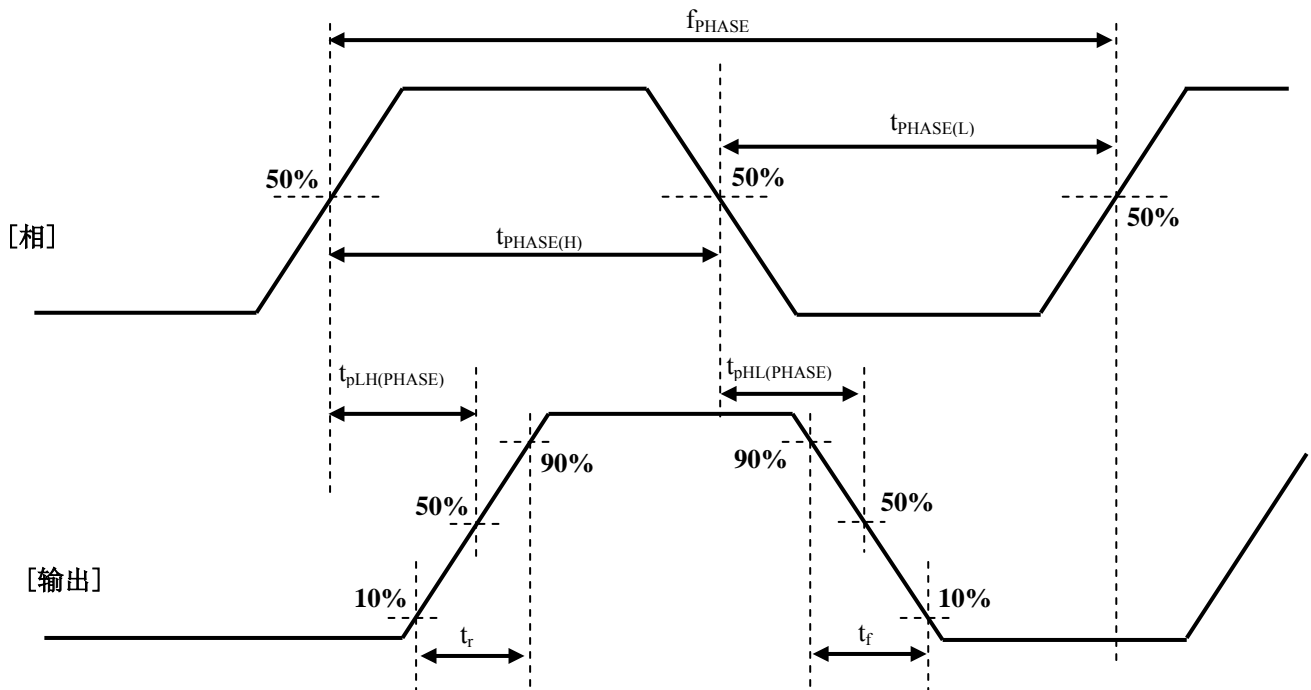 fPHASE
tPHASE(L)
50%
50%
50%
[相]
tPHASE(H)
tpLH(PHASE)
tpHL(PHASE)
90%
90%
50%
50%
[输出]
10%
10%
tr
tf